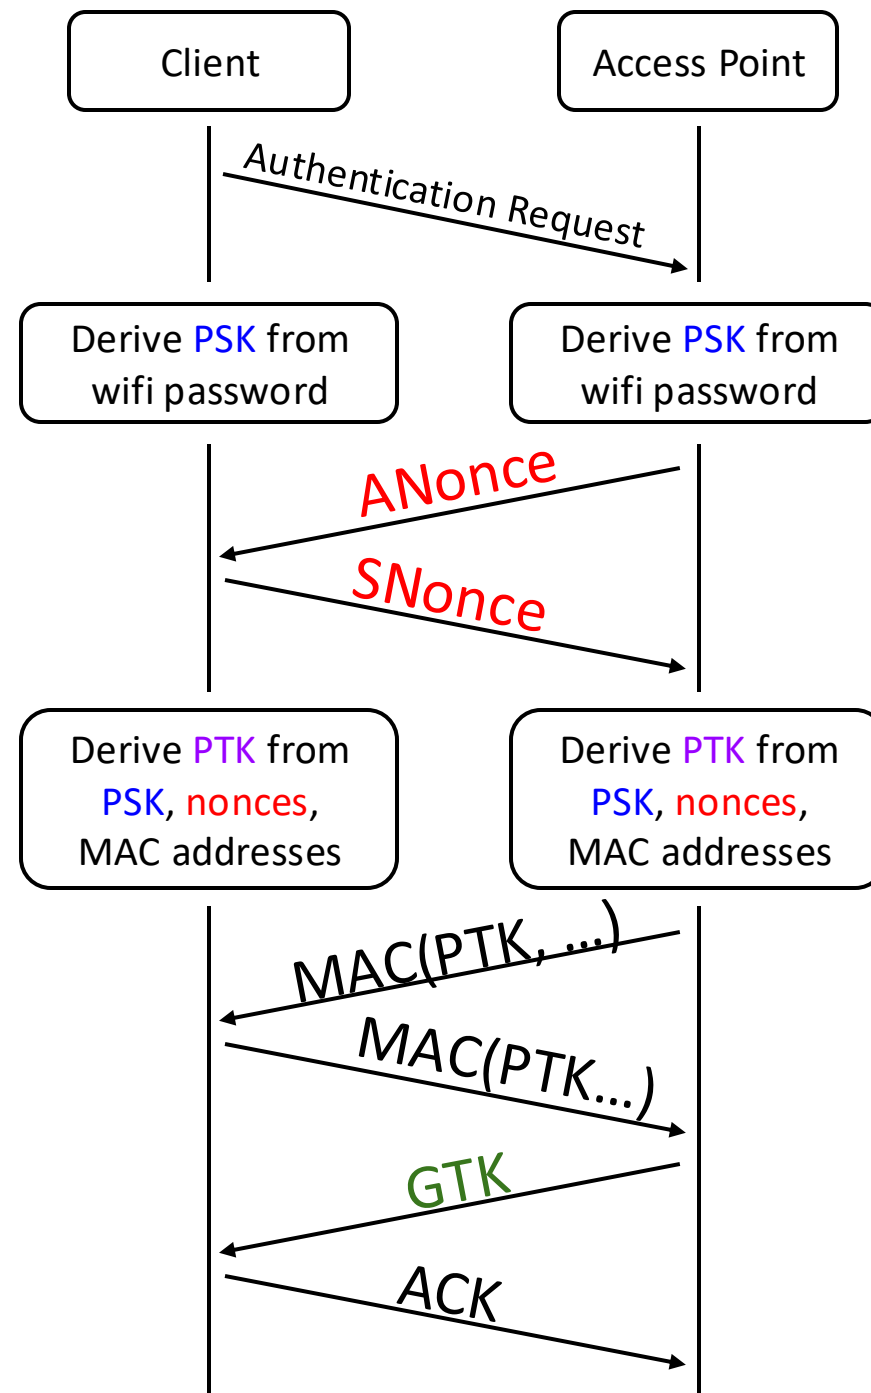 Client
Access Point
Authentication Request
Derive PSK from
wifi password
Derive PSK from
wifi password
ANonce
SNonce
Derive PTK from
PSK, nonces,
MAC addresses
Derive PTK from
PSK, nonces,
MAC addresses
MAC(PTK, ...)
MAC(PTK...)
GTK
ACK